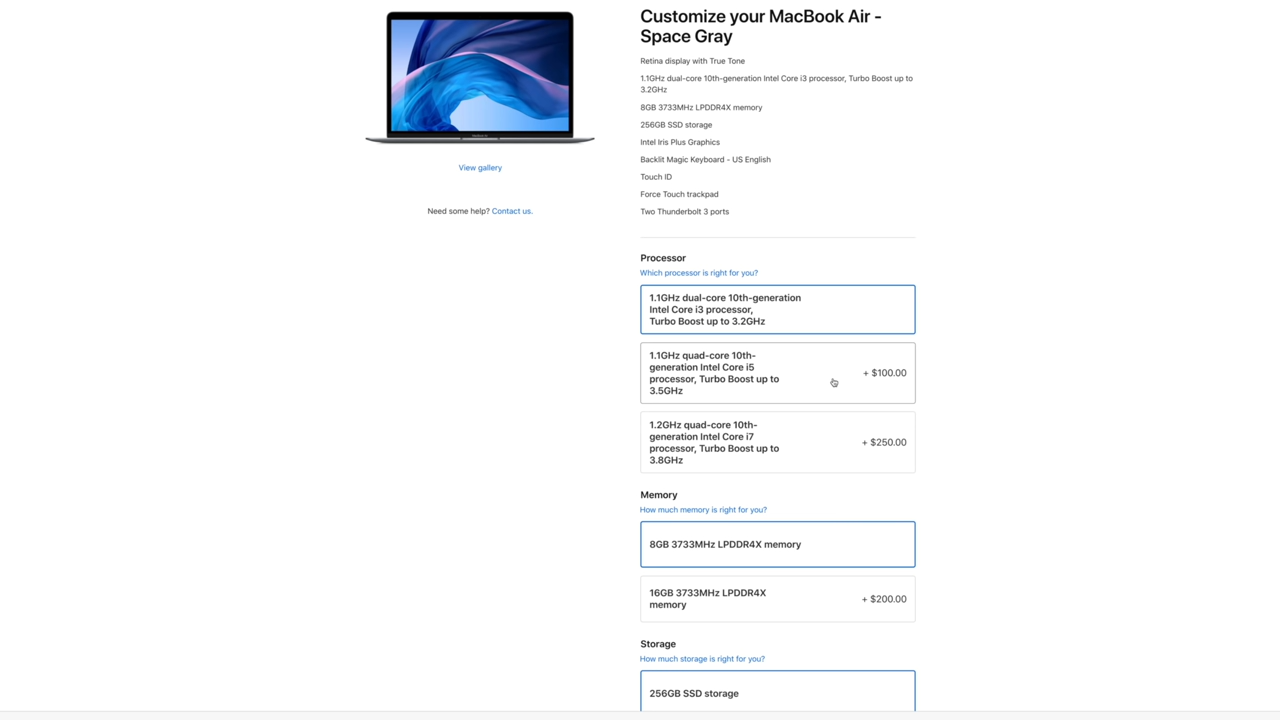 Customize your MacBook Air -
Space Gray
Retina display with True Tone
1.1GHz dual-core 10th-generation Intel Core i3 processor, Turbo Boost up to
3.2GHz
8GB 3733MHz LPDDR4X memory
256GB SSD storage
Intel Iris Plus Graphics
Backlit Magic Keyboard - US English
Touch ID
Force Touch trackpad
Two Thunderbolt 3 ports
View gallery
Need some help? Contact us.
Processor
Which processor is right for you?
1.1GHz dual-core 10th-generation
Intel Core i3 processor,
Turbo Boost up to 3.2GHz
1.1GHz quad-core 10th-
generation Intel Core i5
processor, Turbo Boost up to
3.5GHz
+ $100.00
1.2GHz quad-core 10th-
generation Intel Core i7
processor, Turbo Boost up to
3.8GHz
+ $250.00
Memory
How much memory is right for you?
8GB 3733MHz LPDDR4X memory
16GB 3733MHz LPDDR4X
memory
+ $200.00
Storage
How much storage is right for you?
256GB SSD storage